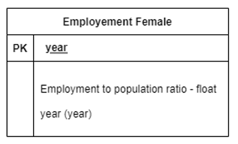 Employement Female
PK year
Employment to population ratio - float
year (year)